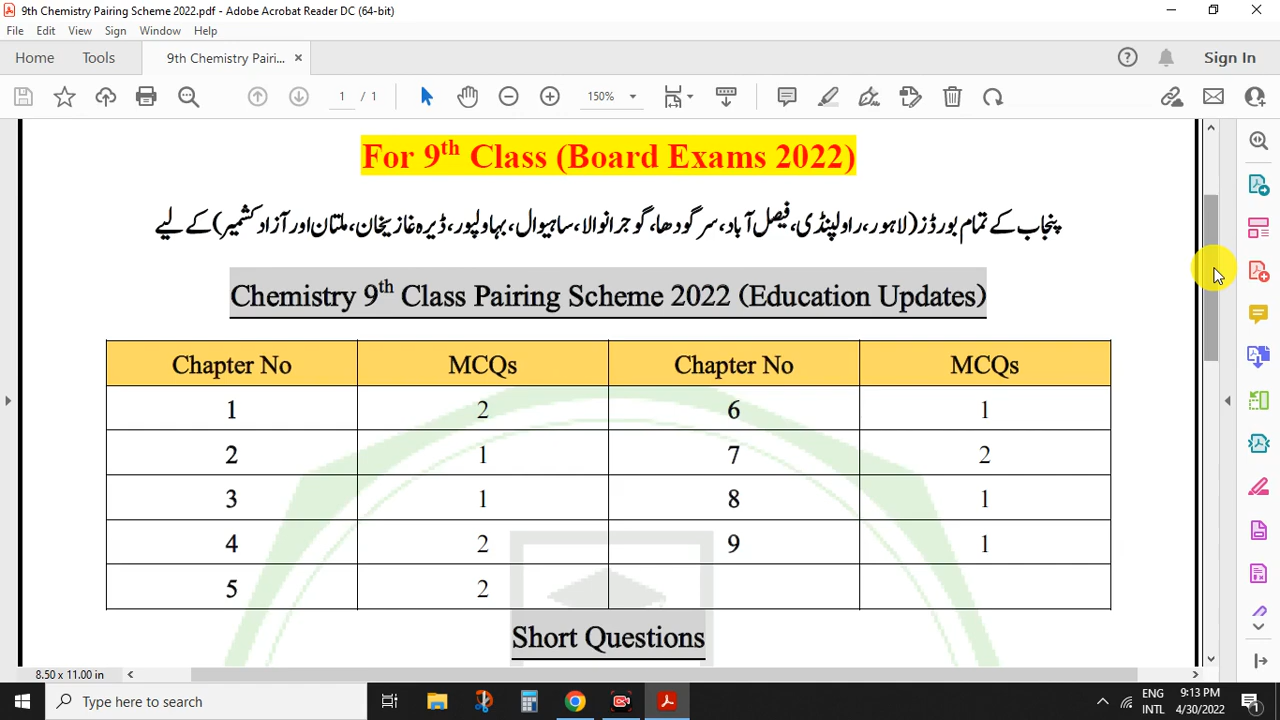 9th Chemistry Pairing Scheme 2022.pdf - Adobe Acrobat Reader DC (64-bit)
File Edit View Sign Window Help
Home Tools 9th Chemistry Pairi... × Sign In
1 / 1 150%
For 9th Class (Board Exams 2022)
پنجاب کے تمام بورڈز(لاہور،راولپنڈی،فیصل آباد،سرگودھا،گوجرانوالا،ساہیوال،بہاولپور،ڈیرہ غازیخان،ملتان اور آزاد کشمیر)کے لیے
Chemistry 9th Class Pairing Scheme 2022 (Education Updates)
Chapter No MCQs Chapter No MCQs
1 2 6 1
2 1 7 2
3 1 8 1
4 2 9 1
5 2
Short Questions
8.50 x 11.00 in
Type here to search
ENG 9:13 PM
INTL 4/30/2022 1